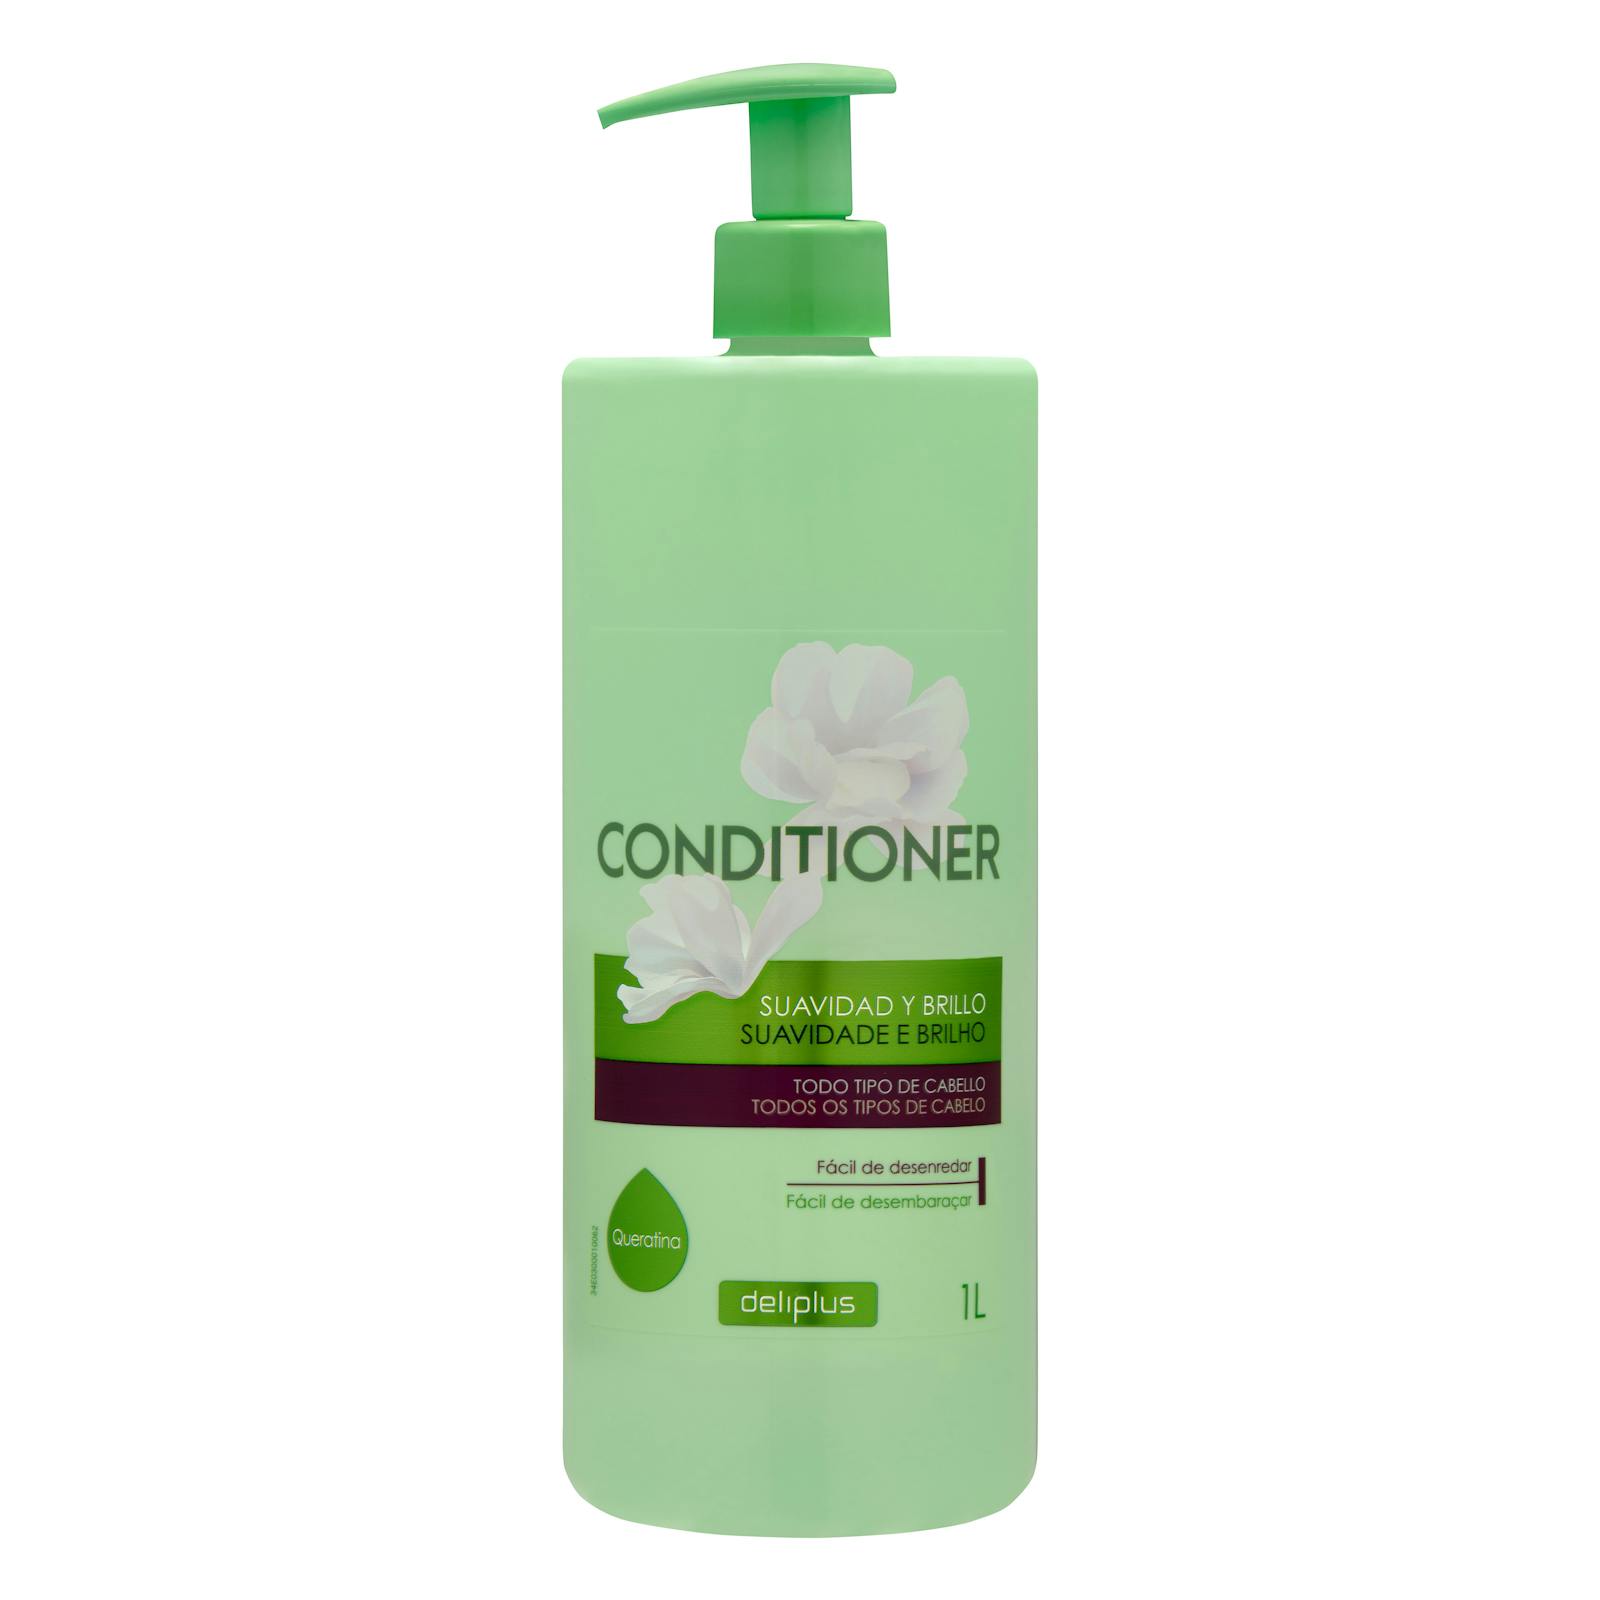 CONDITIONER
SUAVIDAD Y BRILLO
SUAVIDADE E BRILHO
TODO TIPO DE CABELLO
TODOS OS TIPOS DE CABELO
Fácil de desenredar
Fácil de desembaraçar
Queratina
34E0300010062
deliplus
1L